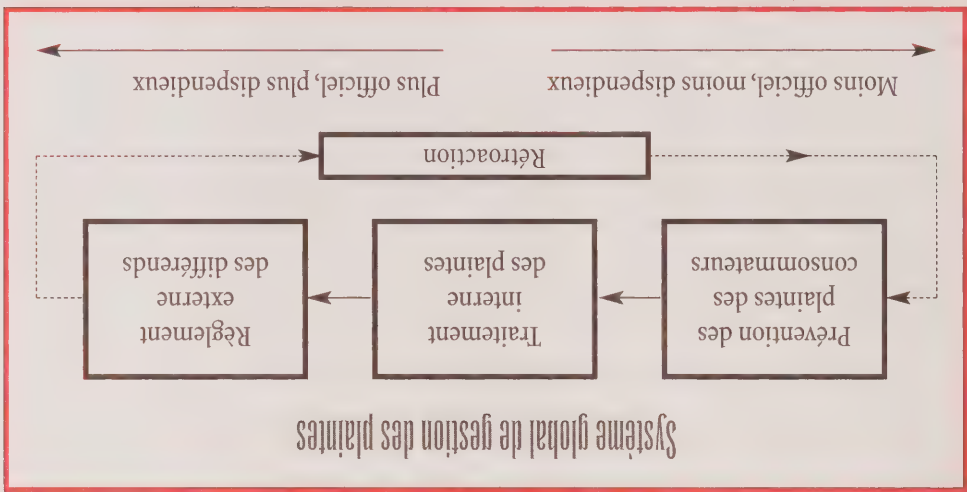 Système global de gestion des plaintes
Prévention des
plaintes des
consommateurs
Traitement
interne
des plaintes
Règlement
externe
des différends
Rétroaction
Moins officiel, moins dispendieux
Plus officiel, plus dispendieux